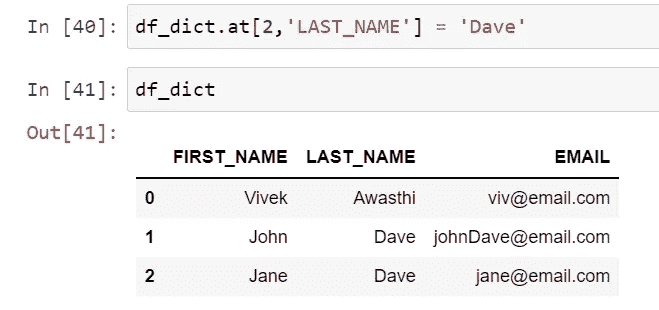 In [40]: df_dict.at[2,'LAST_NAME'] = 'Dave'
In [41]: df_dict
Out[41]:
FIRST_NAME LAST_NAME EMAIL
0 Vivek Awasthi viv@email.com
1 John Dave johnDave@email.com
2 Jane Dave jane@email.com